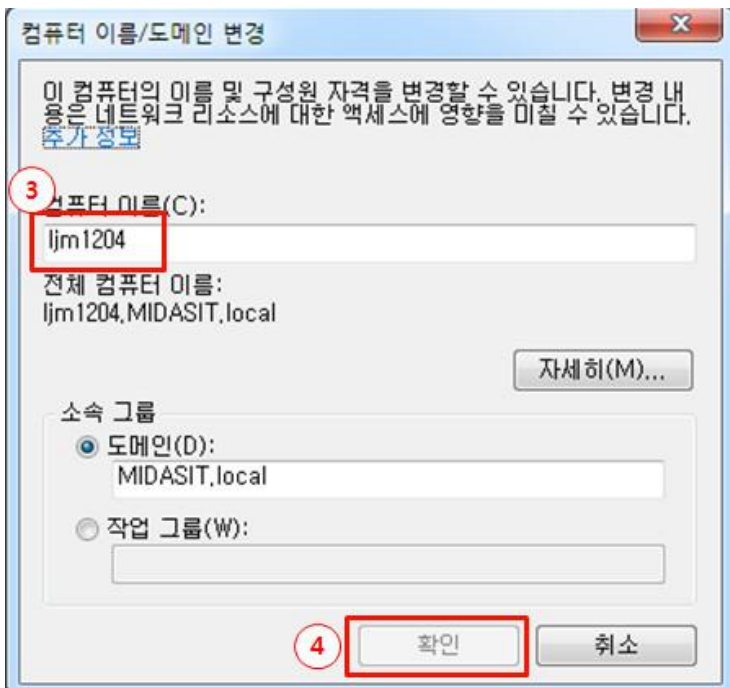 컴퓨터 이름/도메인 변경
이 컴퓨터의 이름 및 구성원 자격을 변경할 수 있습니다. 변경 내
용은 네트워크 리소스에 대한 액세스에 영향을 미칠 수 있습니다.
추가 정보
3
컴퓨터 이름(C):
ljm1204
전체 컴퓨터 이름:
ljm1204.MIDASIT.local
자세히(M)...
소속 그룹
도메인(D):
MIDASIT.local
작업 그룹(W):
4
확인
취소